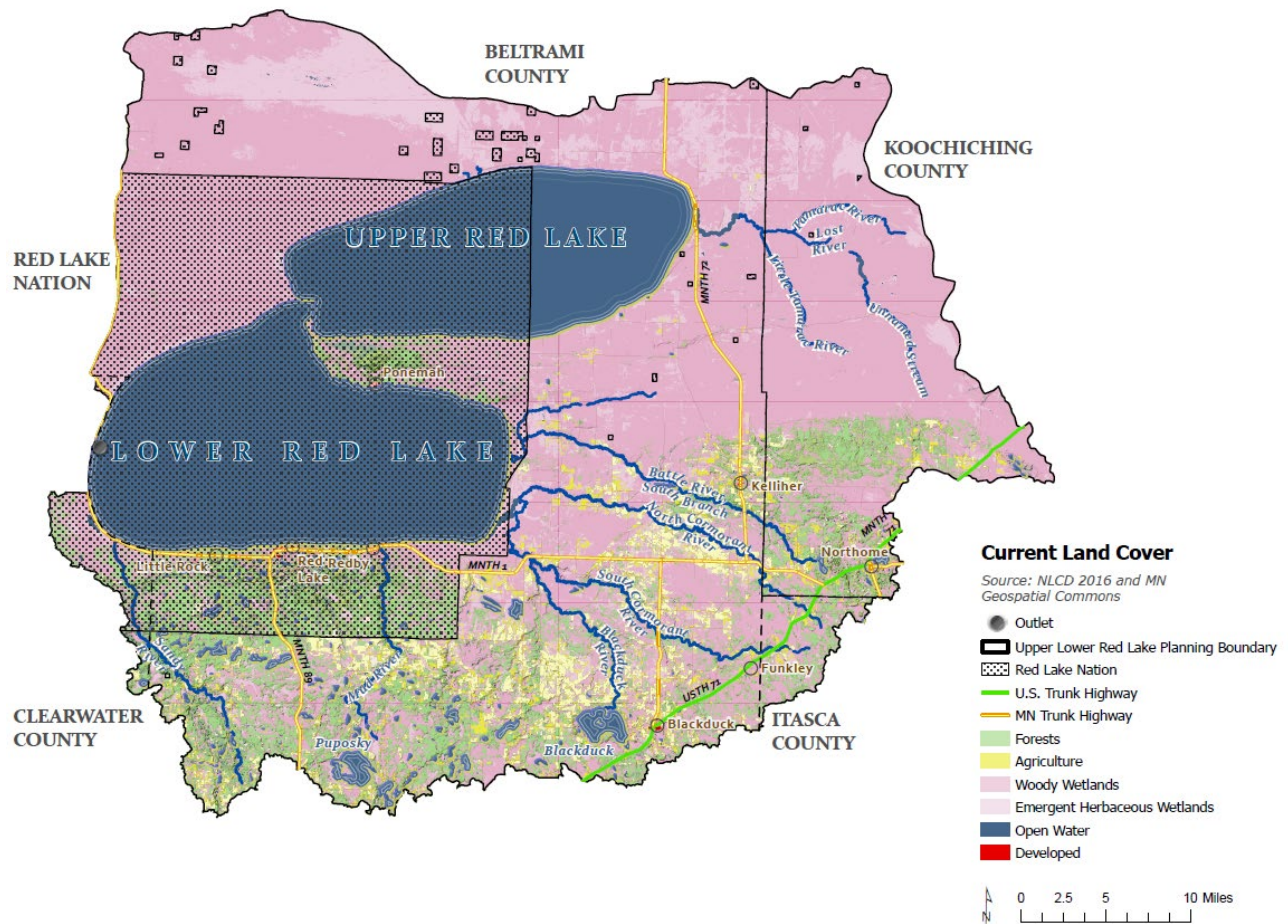 BELTRAMI
COUNTY
KOOCHICHING
COUNTY
RED LAKE
NATION
UPPER RED LAKE
Tamarac River
Lost
River
Little Tamarac River
Unnamed Stream
MNTH 72
Ponemah
LOWER RED LAKE
Battle River
South Branch
Kelliher
North Cormorant
River
MNTH
71
Northome
Little Rock
Red
Lake
Redby
MNTH 1
South Cormorant
River
Blackduck
River
Sandy
River
Mud River
MNTH 89
Funkley
USTH 71
CLEARWATER
COUNTY
ITASCA
COUNTY
Puposky
Blackduck
Blackduck
Current Land Cover
Source: NLCD 2016 and MN
Geospatial Commons
Outlet
Upper Lower Red Lake Planning Boundary
Red Lake Nation
U.S. Trunk Highway
MN Trunk Highway
Forests
Agriculture
Woody Wetlands
Emergent Herbaceous Wetlands
Open Water
Developed
N
0 2.5 5 10 Miles